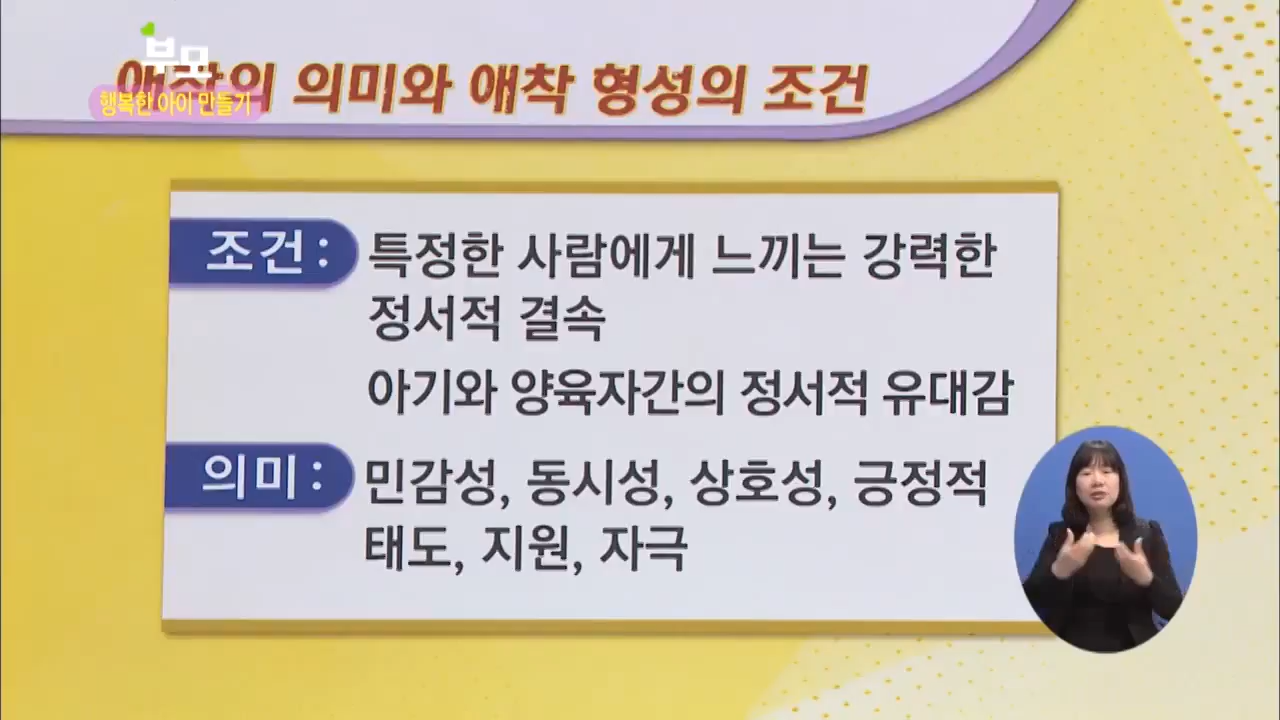 부모
행복한 아이 만들기
의미와 애착 형성의 조건
조건 :
특정한 사람에게 느끼는 강력한
정서적 결속
아기와 양육자간의 정서적 유대감
의미 :
민감성, 동시성, 상호성, 긍정적
태도, 지원, 자극